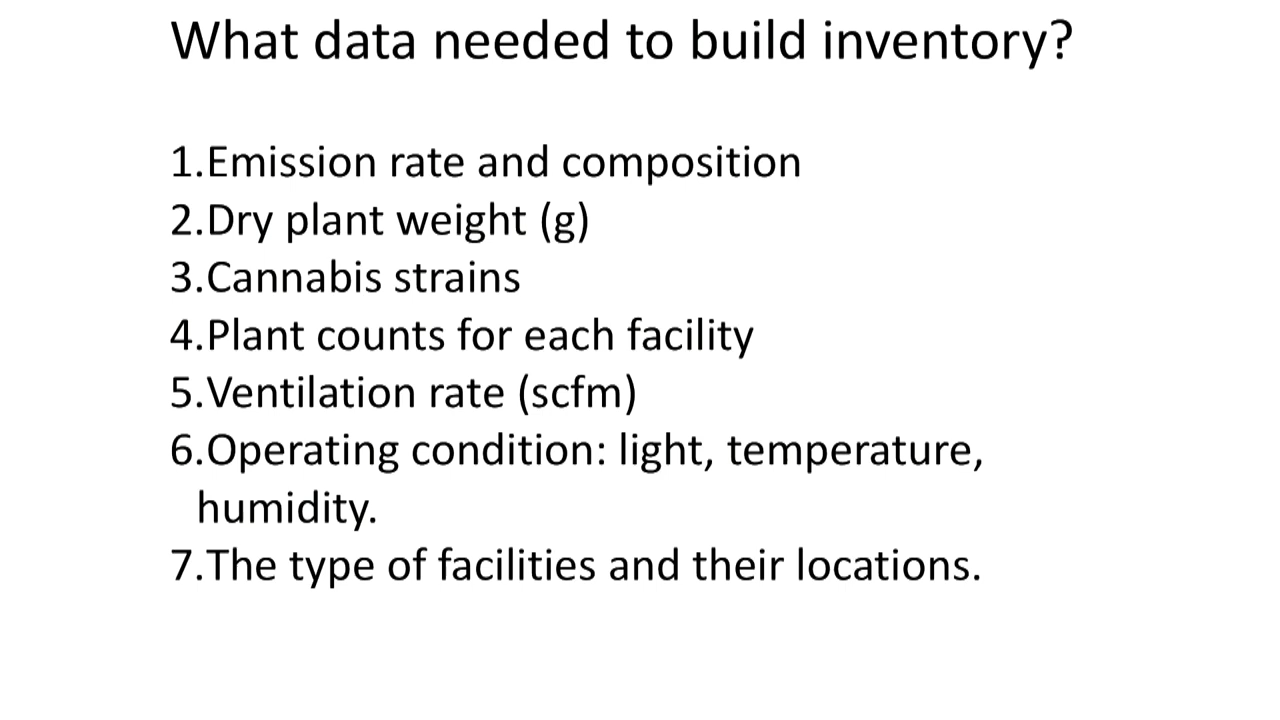 What data needed to build inventory?
1.Emission rate and composition
2.Dry plant weight (g)
3.Cannabis strains
4.Plant counts for each facility
5.Ventilation rate (scfm)
6.Operating condition: light, temperature,
humidity.
7.The type of facilities and their locations.